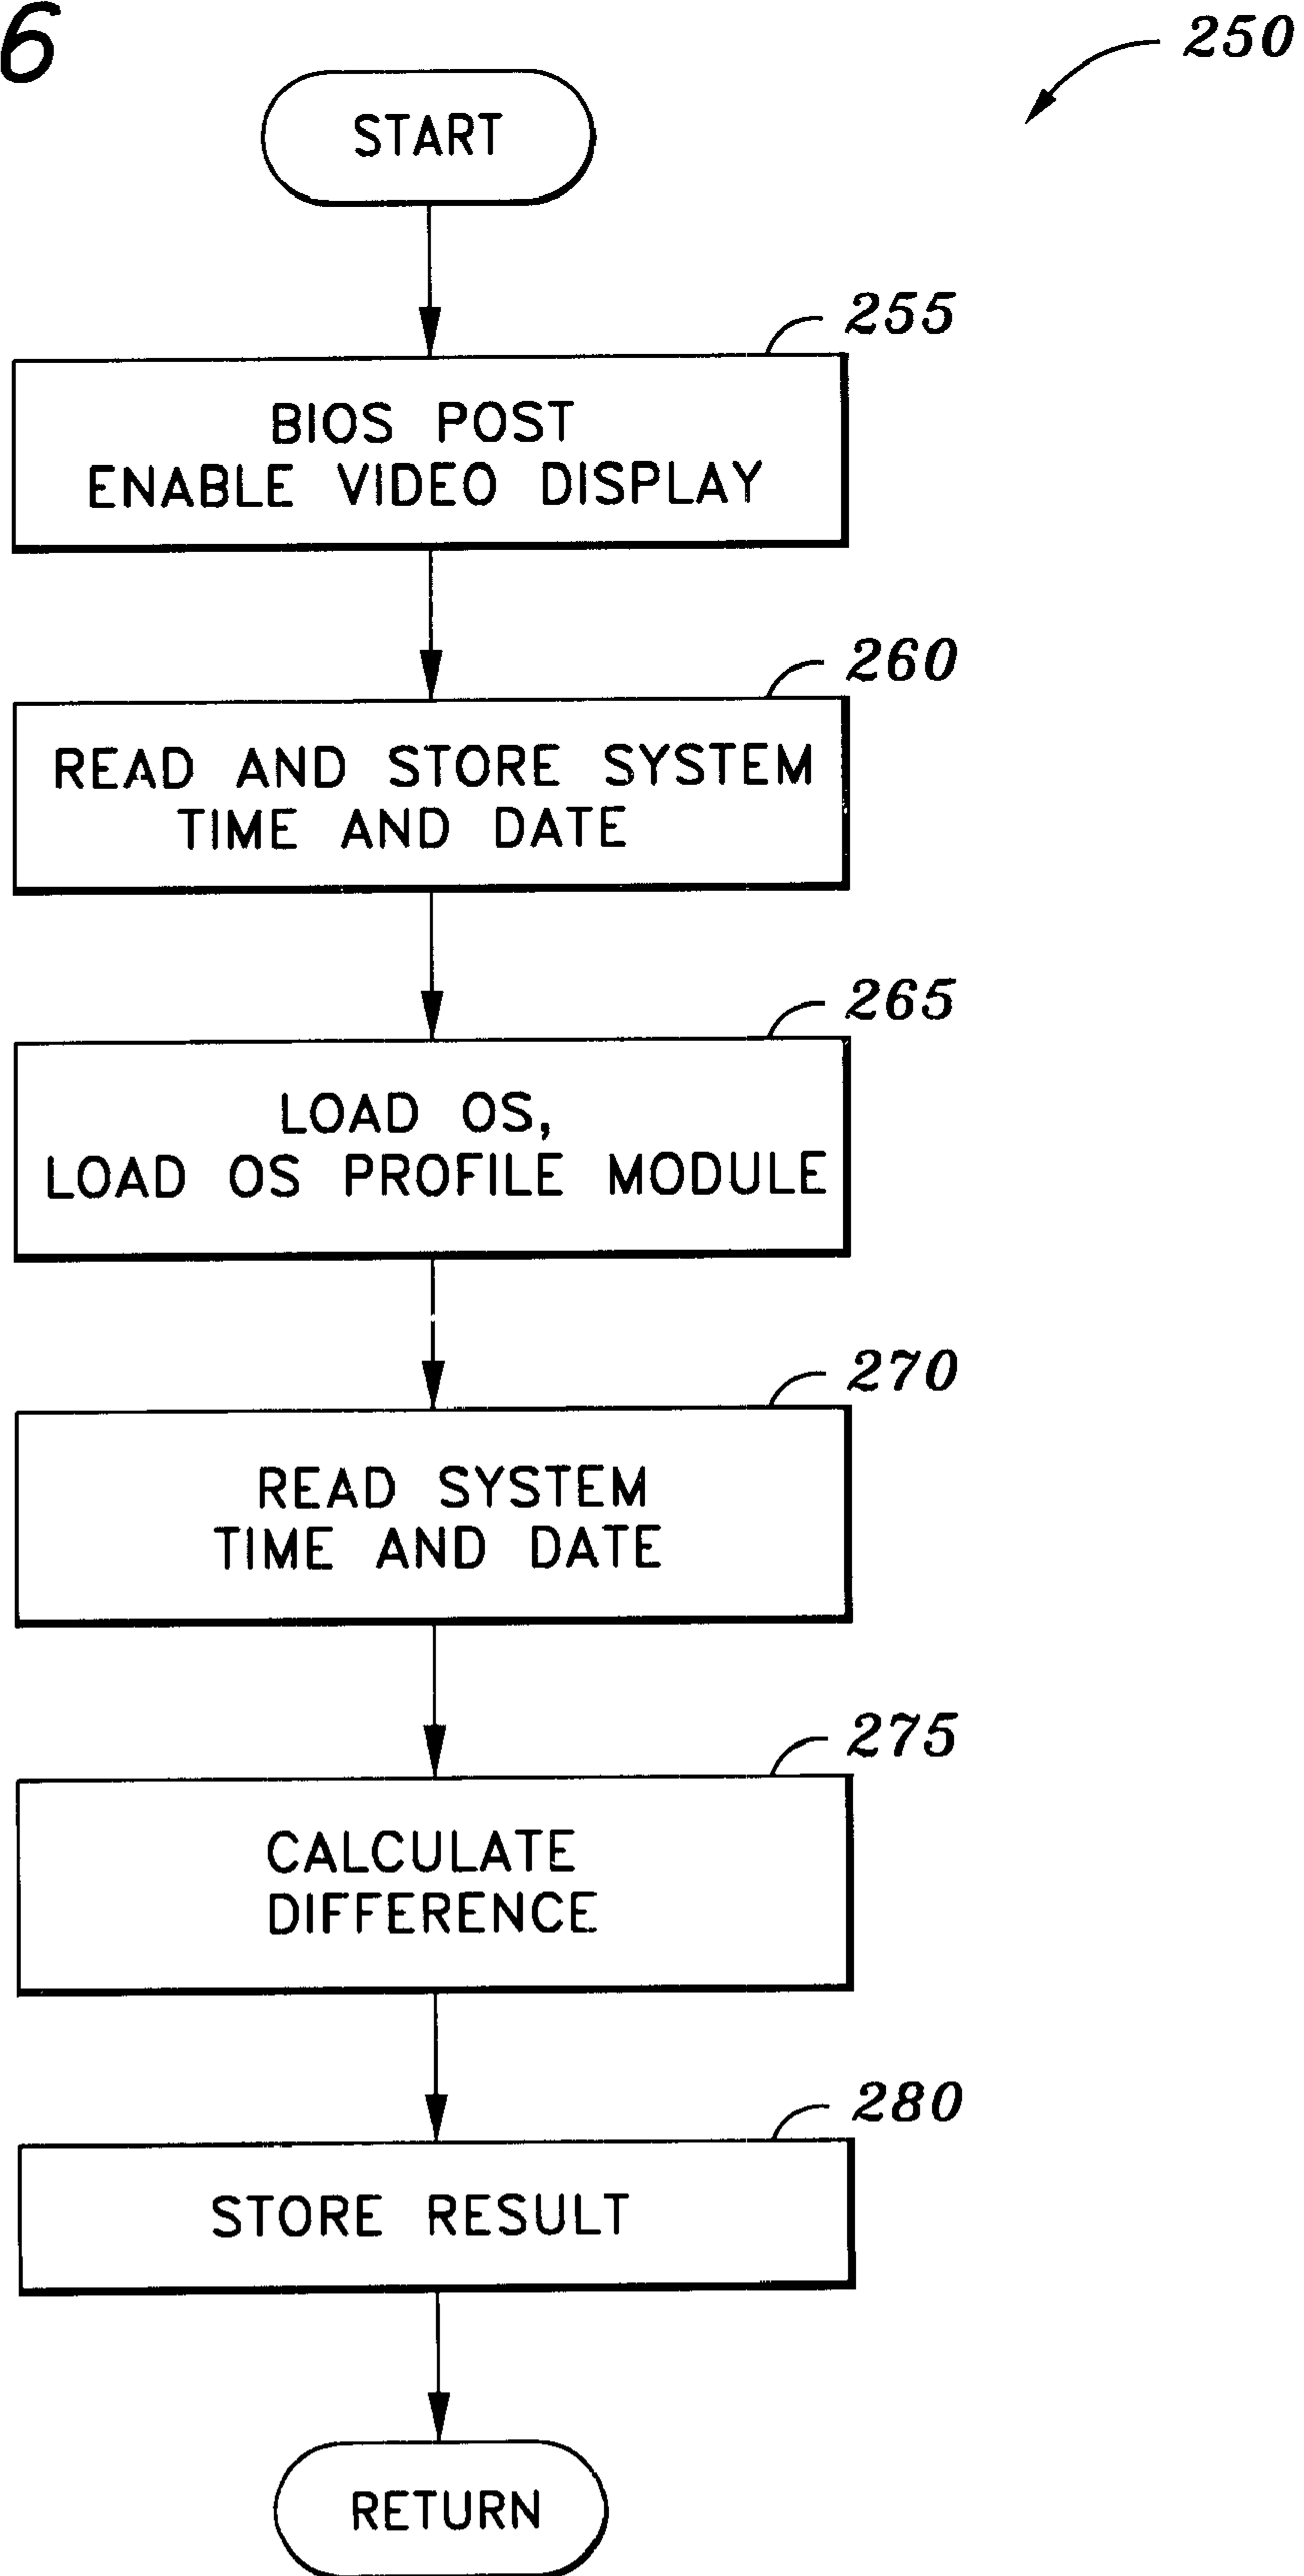 6
250
START
255
BIOS POST
ENABLE VIDEO DISPLAY
260
READ AND STORE SYSTEM
TIME AND DATE
265
LOAD OS,
LOAD OS PROFILE MODULE
270
READ SYSTEM
TIME AND DATE
275
CALCULATE
DIFFERENCE
280
STORE RESULT
RETURN